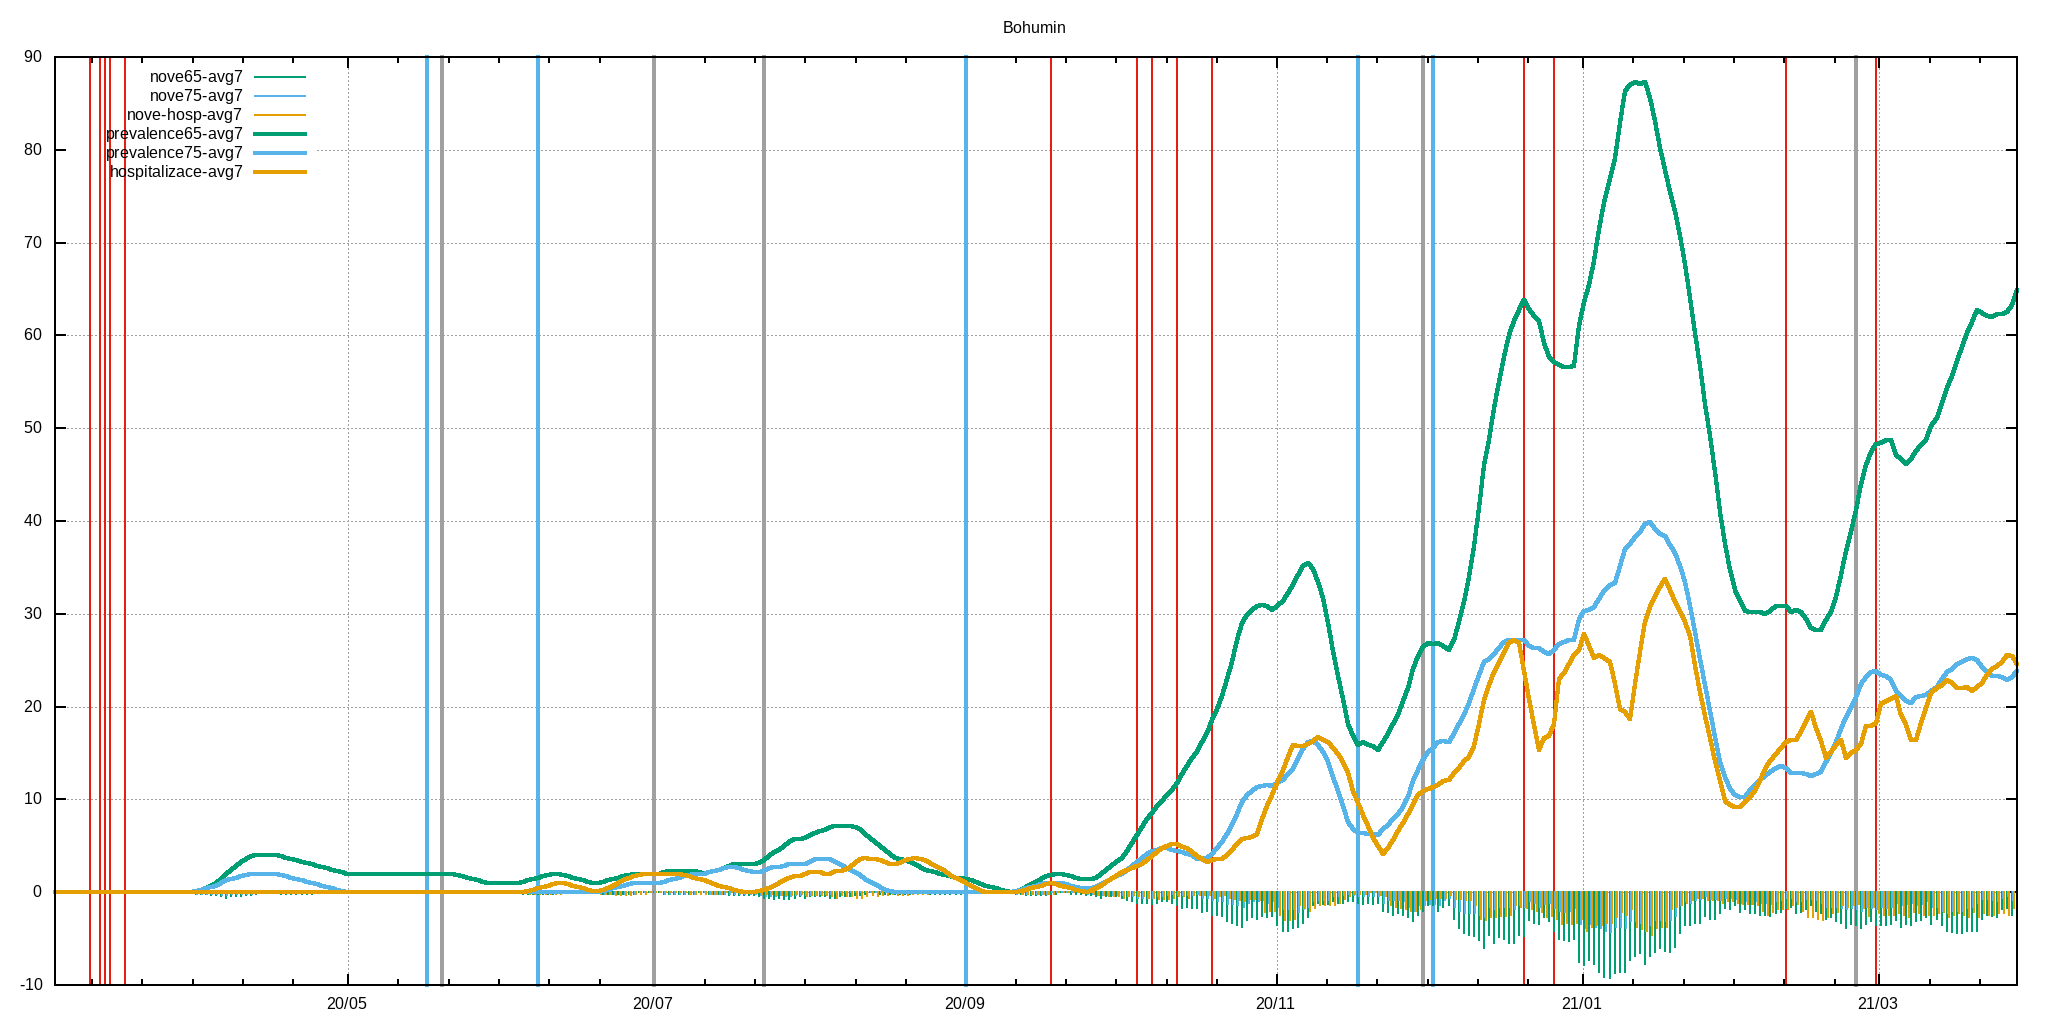 Bohumin
90
80
70
60
50
40
30
20
10
0
-10
nove65-avg7
nove75-avg7
nove-hosp-avg7
prevalence65-avg7
prevalence75-avg7
hospitalizace-avg7
20/05 20/07 20/09 20/11 21/01 21/03